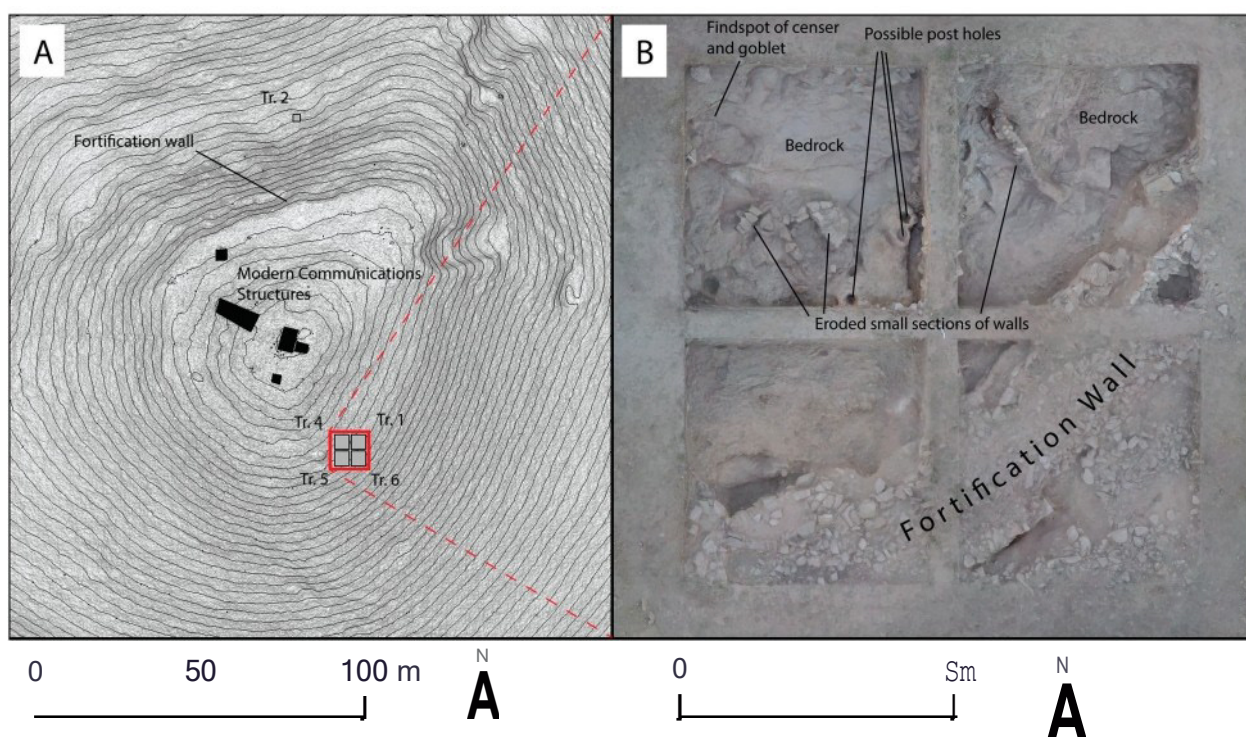 A
Tr. 2
Fortification wall
Modern Communications
Structures
Tr. 4
Tr. 1
Tr. 5
Tr. 6
0
50
100 m
N
A
B
Findspot of censer
and goblet
Possible post holes
Bedrock
Bedrock
Eroded small sections of walls
Fortification Wall
0
Sm
N
A